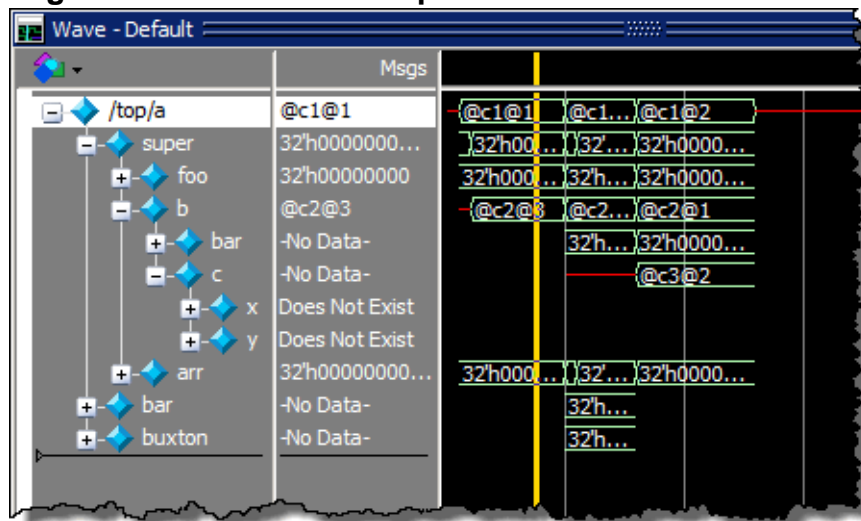 Wave - Default
Msgs
/top/a @c1@1 @c1@1 @c1... @c1@2
super 32'h0000000... 32'h00... 32'... 32'h0000...
foo 32'h00000000 32'h000... 32'h... 32'h0000...
b @c2@3 @c2@3 @c2... @c2@1
bar -No Data- 32'h... 32'h0000...
c -No Data- @c3@2
x Does Not Exist
y Does Not Exist
arr 32'h00000000... 32'h000... 32'... 32'h0000...
bar -No Data- 32'h...
buxton -No Data- 32'h...